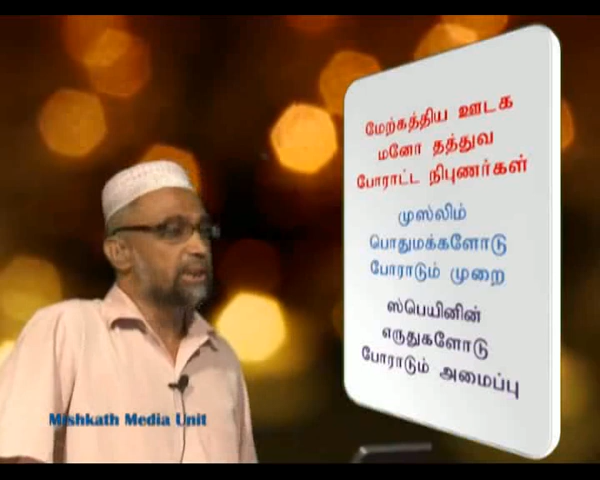 மேற்கத்திய ஊடக
மனோ தத்துவ
போராட்ட நிபுணர்கள்
முஸ்லிம்
பொதுமக்களோடு
போராடும் முறை
ஸ்பெயினின்
எருதுகளோடு
போராடும் அமைப்பு
Mishkath Media Unit